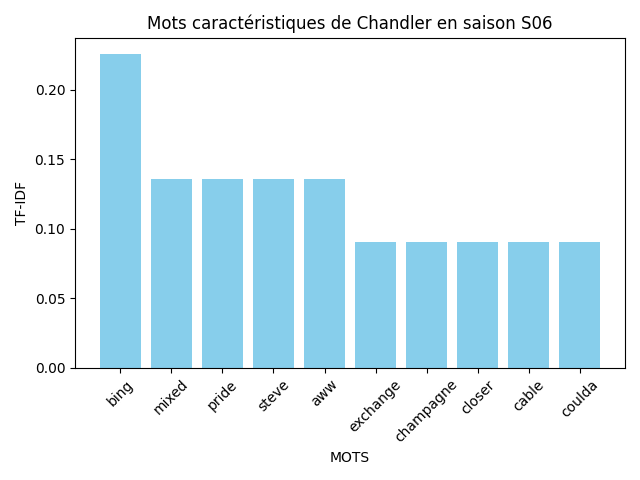 Mots caractéristiques de Chandler en saison S06
0.20
0.15
0.10
0.05
0.00
TF-IDF
bing
mixed
pride
steve
aww
exchange
champagne
closer
cable
coulda
MOTS